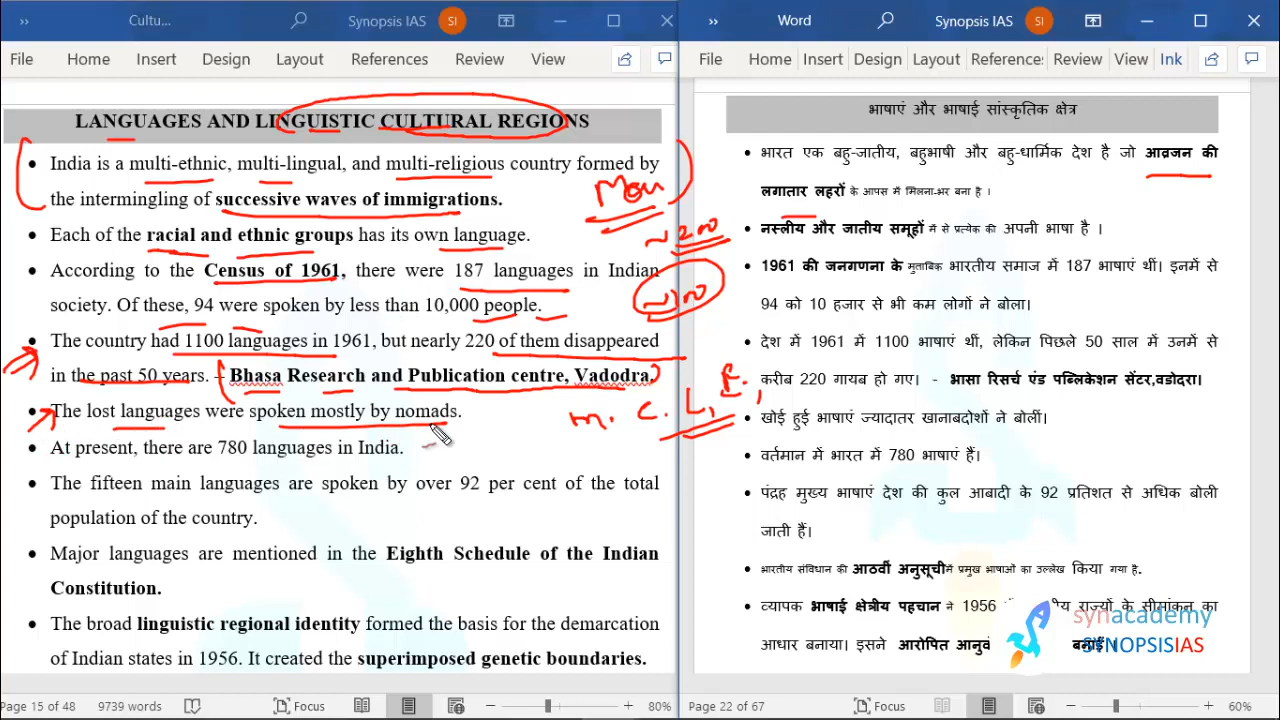 Cultu...
Synopsis IAS
SI
File Home Insert Design Layout References Review View
LANGUAGES AND LINGUISTIC CULTURAL REGIONS
India is a multi-ethnic, multi-lingual, and multi-religious country formed by
the intermingling of successive waves of immigrations.
Each of the racial and ethnic groups has its own language.
According to the Census of 1961, there were 187 languages in Indian
society. Of these, 94 were spoken by less than 10,000 people.
The country had 1100 languages in 1961, but nearly 220 of them disappeared
in the past 50 years. – Bhasa Research and Publication centre, Vadodra.
The lost languages were spoken mostly by nomads.
At present, there are 780 languages in India.
The fifteen main languages are spoken by over 92 per cent of the total
population of the country.
Major languages are mentioned in the Eighth Schedule of the Indian
Constitution.
The broad linguistic regional identity formed the basis for the demarcation
of Indian states in 1956. It created the superimposed genetic boundaries.
Page 15 of 48 9739 words Focus 80%
Word
Synopsis IAS
SI
File Home Insert Design Layout References Review View Ink
भाषाएं और भाषाई सांस्कृतिक क्षेत्र
भारत एक बहु-जातीय, बहुभाषी और बहु-धार्मिक देश है जो आव्रजन की
लगातार लहरों के आपस में मिलना-भर बना है ।
नस्लीय और जातीय समूहों में से प्रत्येक की अपनी भाषा है ।
1961 की जनगणना के मुताबिक भारतीय समाज में 187 भाषाएं थीं। इनमें से
94 को 10 हजार से भी कम लोगों ने बोला।
देश में 1961 में 1100 भाषाएं थीं, लेकिन पिछले 50 साल में उनमें से
करीब 220 गायब हो गए। - भासा रिसर्च एंड पब्लिकेशन सेंटर,वडोदरा।
खोई हुई भाषाएं ज्यादातर खानाबदोशों ने बोलीं।
वर्तमान में भारत में 780 भाषाएं हैं।
पंद्रह मुख्य भाषाएं देश की कुल आबादी के 92 प्रतिशत से अधिक बोली
जाती हैं।
भारतीय संविधान की आठवीं अनुसूची में प्रमुख भाषाओं का उल्लेख किया गया है.
व्यापक भाषाई क्षेत्रीय पहचान ने 1956 राज्यों के सीमांकन का
आधार बनाया। इसने आरोपित
synacademy
SYNOPSISIAS
Page 22 of 67 Focus 60%
~200
M. C. L, E,